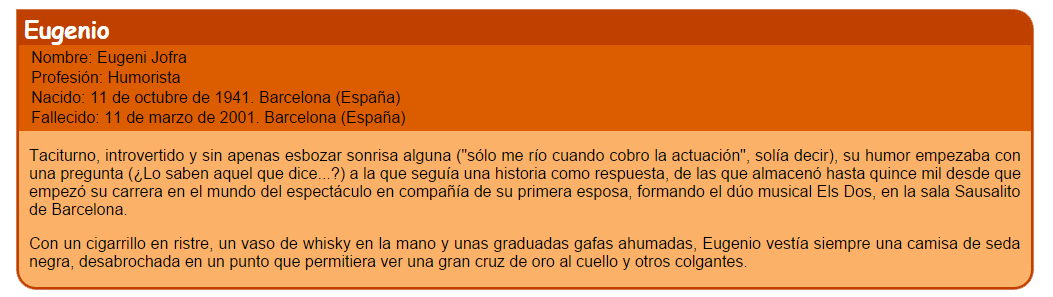 Eugenio
Nombre: Eugeni Jofra
Profesión: Humorista
Nacido: 11 de octubre de 1941. Barcelona (España)
Fallecido: 11 de marzo de 2001. Barcelona (España)
Taciturno, introvertido y sin apenas esbozar sonrisa alguna ("sólo me río cuando cobro la actuación", solía decir), su humor empezaba con
una pregunta (¿Lo saben aquel que dice...?) a la que seguía una historia como respuesta, de las que almacenó hasta quince mil desde que
empezó su carrera en el mundo del espectáculo en compañía de su primera esposa, formando el dúo musical Els Dos, en la sala Sausalito
de Barcelona.
Con un cigarrillo en ristre, un vaso de whisky en la mano y unas graduadas gafas ahumadas, Eugenio vestía siempre una camisa de seda
negra, desabrochada en un punto que permitiera ver una gran cruz de oro al cuello y otros colgantes.